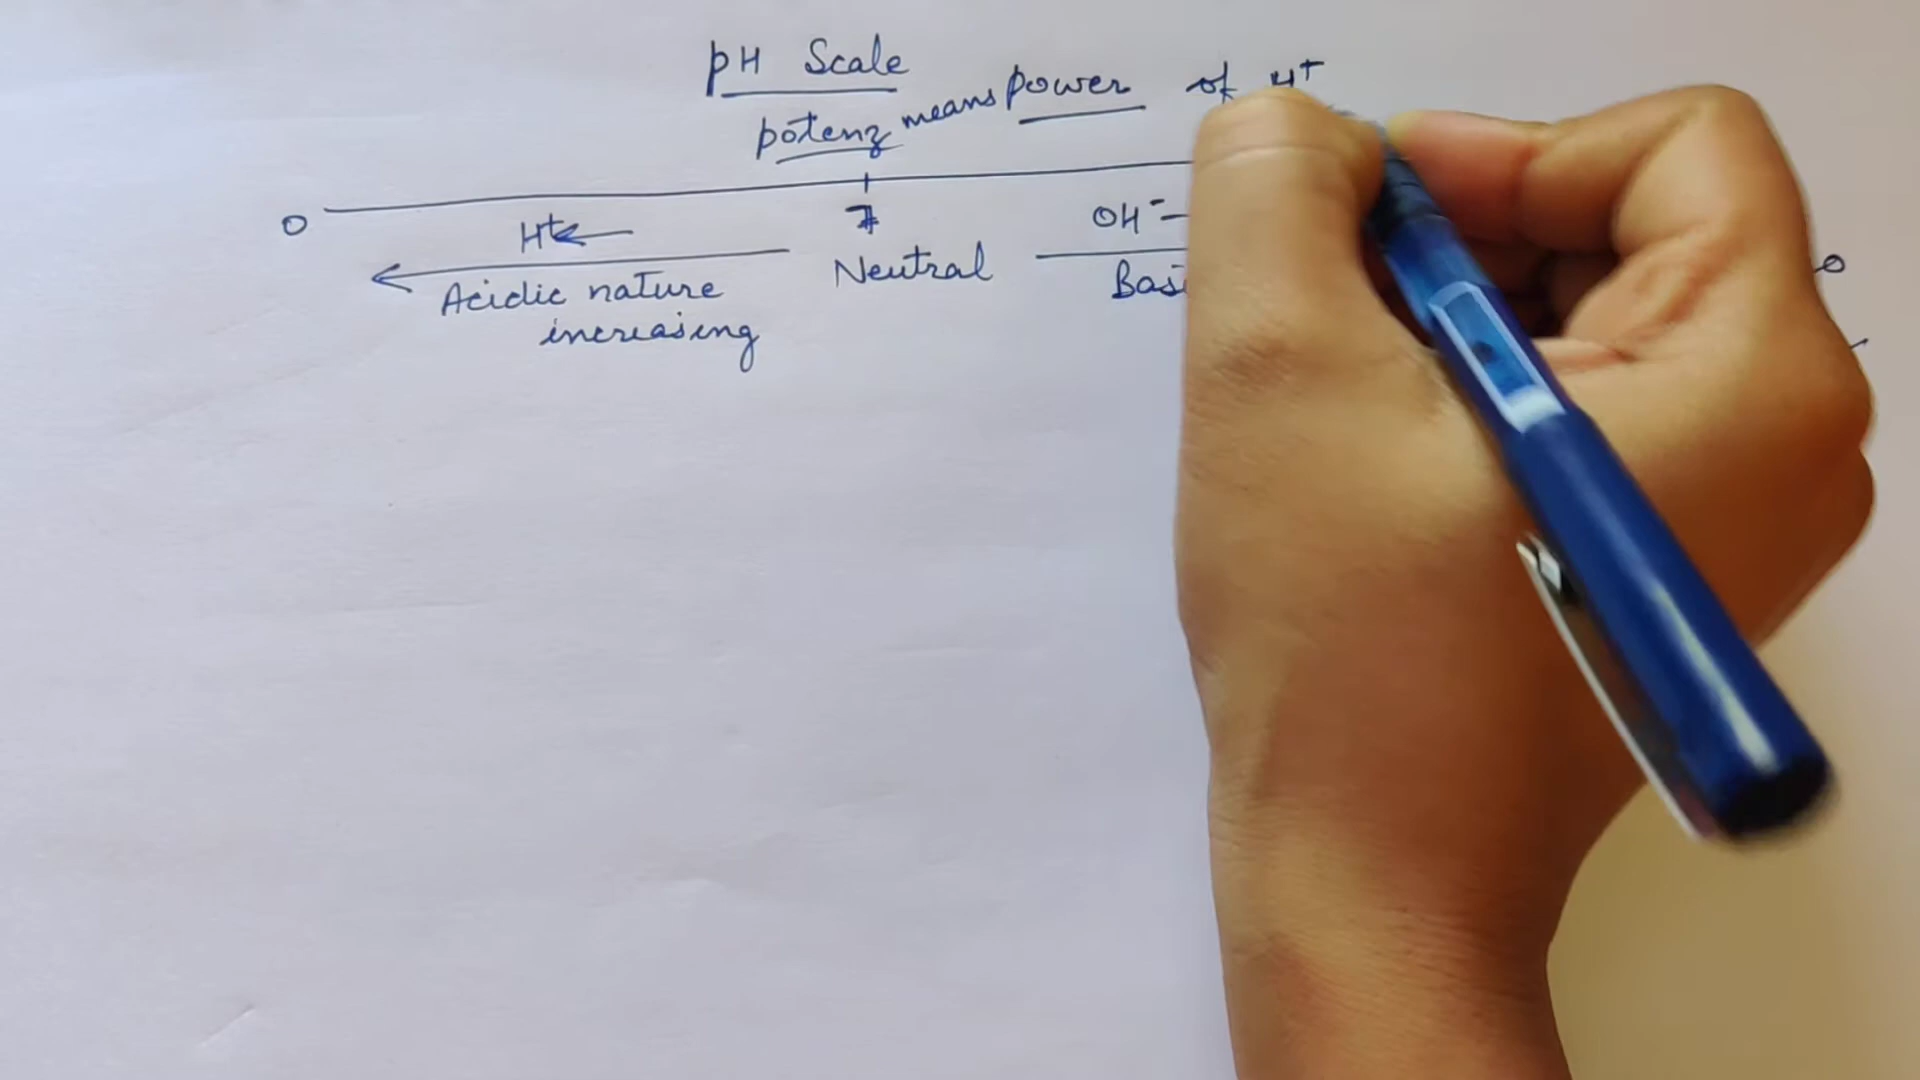 pH Scale
potenz means power of H+
0 7
H+ ← OH-
Acidic nature Neutral
increasing